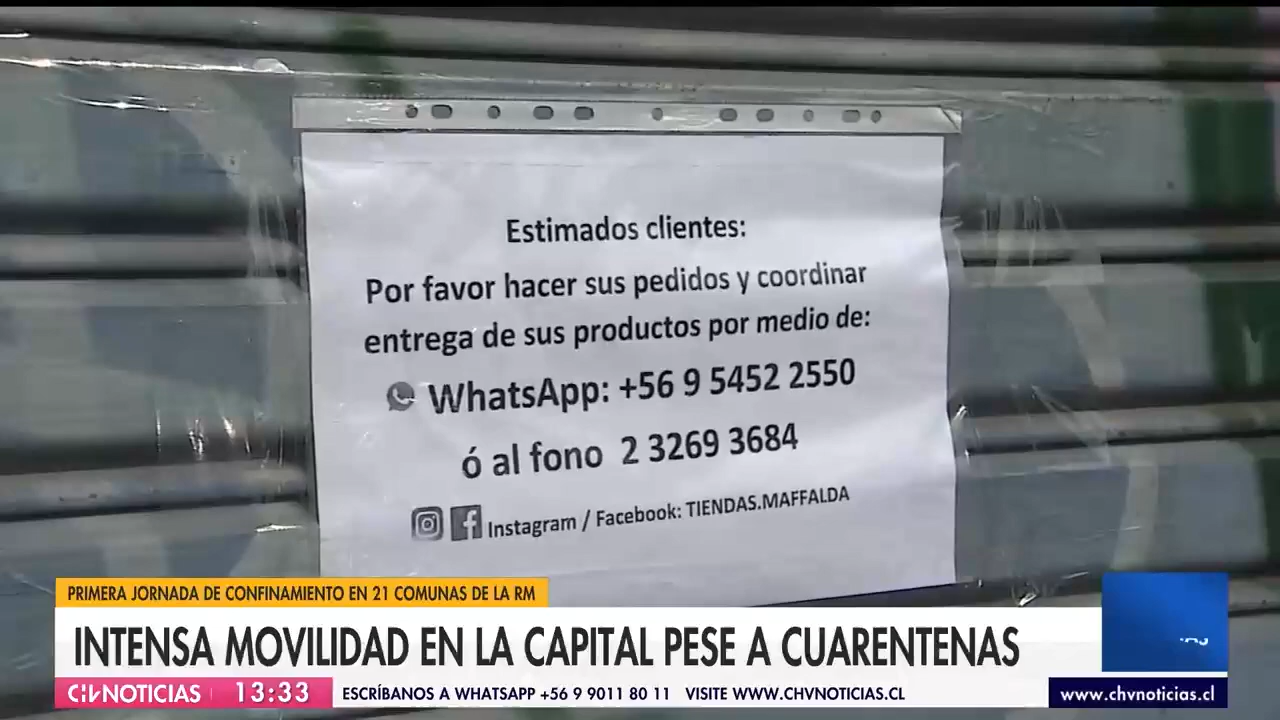 Estimados clientes:
Por favor hacer sus pedidos y coordinar
entrega de sus productos por medio de:
WhatsApp: +56 9 5452 2550
ó al fono 2 3269 3684
Instagram / Facebook: TIENDAS.MAFFALDA
PRIMERA JORNADA DE CONFINAMIENTO EN 21 COMUNAS DE LA RM
INTENSA MOVILIDAD EN LA CAPITAL PESE A CUARENTENAS
CHV NOTICIAS 13:33 ESCRÍBANOS A WHATSAPP +56 9 9011 80 11 VISITE WWW.CHVNOTICIAS.CL
www.chvnoticias.cl